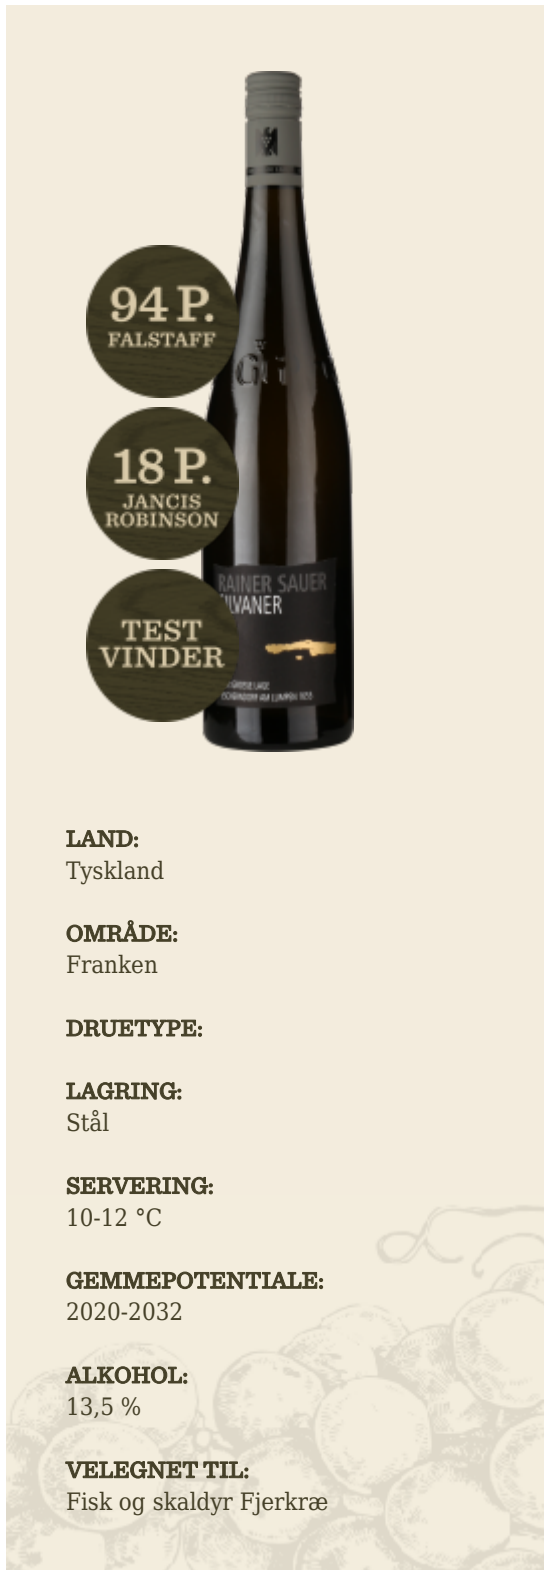 94 P.
FALSTAFF
18 P.
JANCIS
ROBINSON
TEST
VINDER
RAINER SAUER
LAND:
Tyskland
OMRÅDE:
Franken
DRUETYPE:
LAGRING:
Stål
SERVERING:
10-12 °C
GEMMEPOTENTIALE:
2020-2032
ALKOHOL:
13,5 %
VELEGNET TIL:
Fisk og skaldyr Fjerkræ